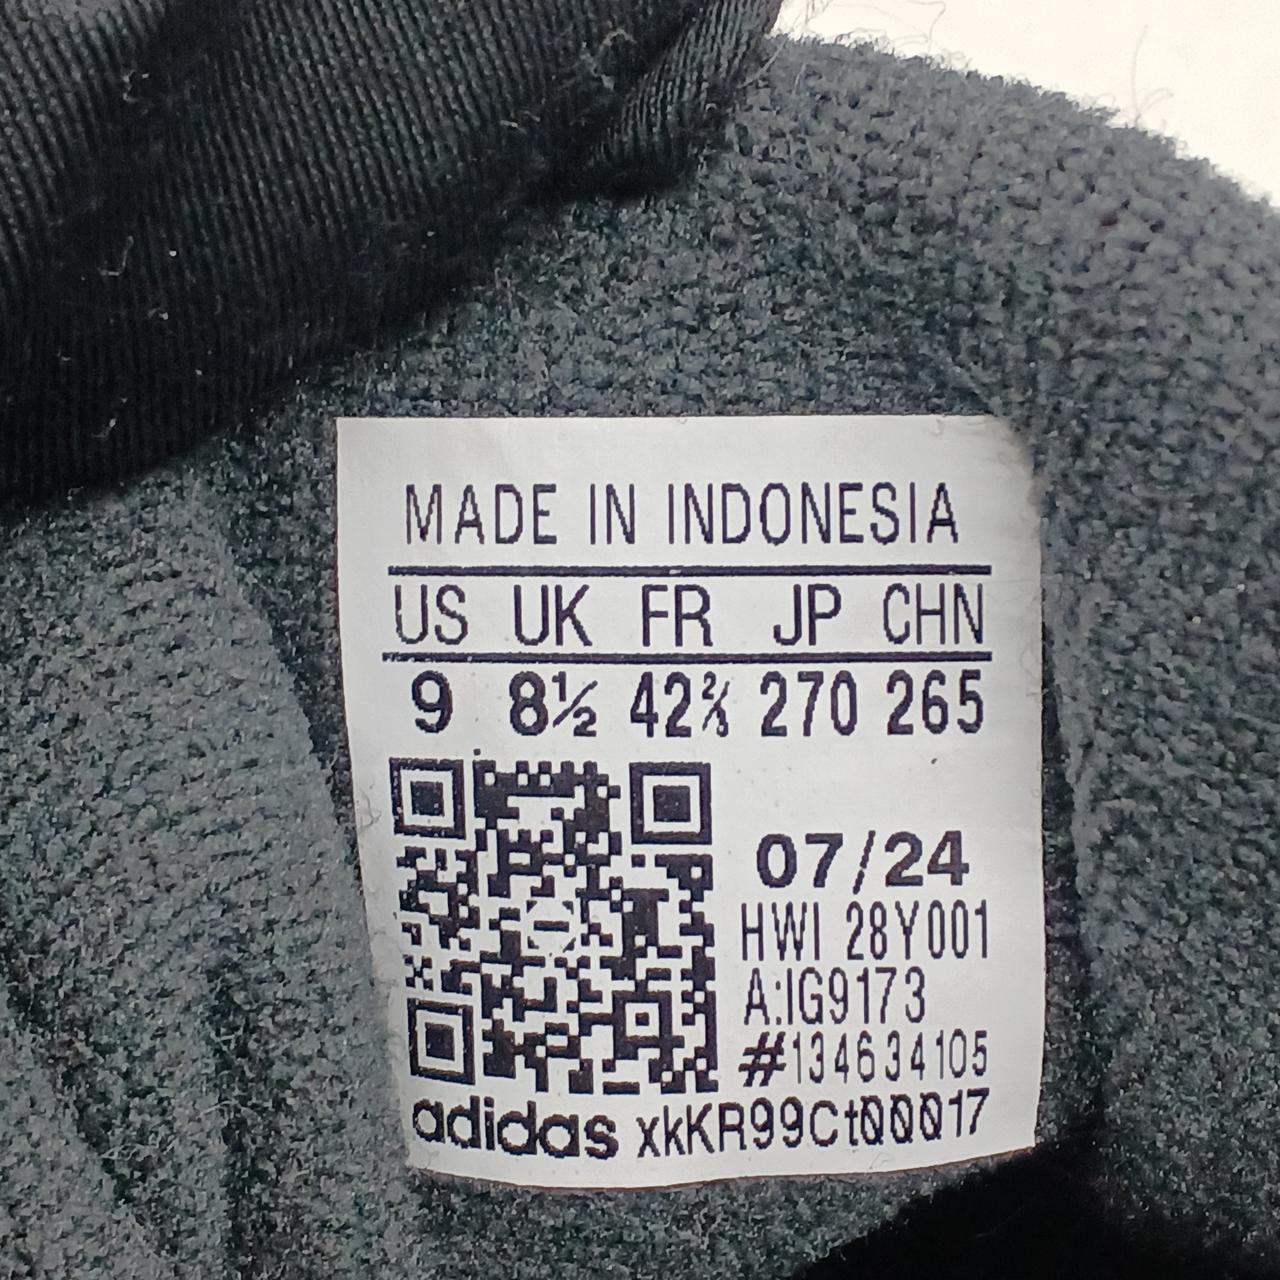 MADE IN INDONESIA
US UK FR JP CHN
9 8½ 42⅔ 270 265
07/24
HWI 28Y001
A:IG9173
#134634105
adidas xkKR99Ct00017